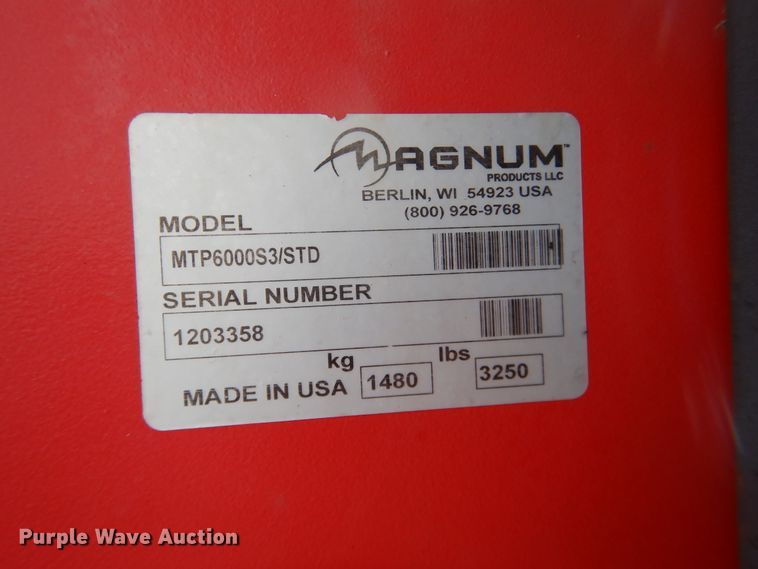 MAGNUM™
PRODUCTS LLC
BERLIN, WI 54923 USA
(800) 926-9768
MODEL
MTP6000S3/STD
SERIAL NUMBER
1203358
kg lbs
MADE IN USA 1480 3250
Purple Wave Auction